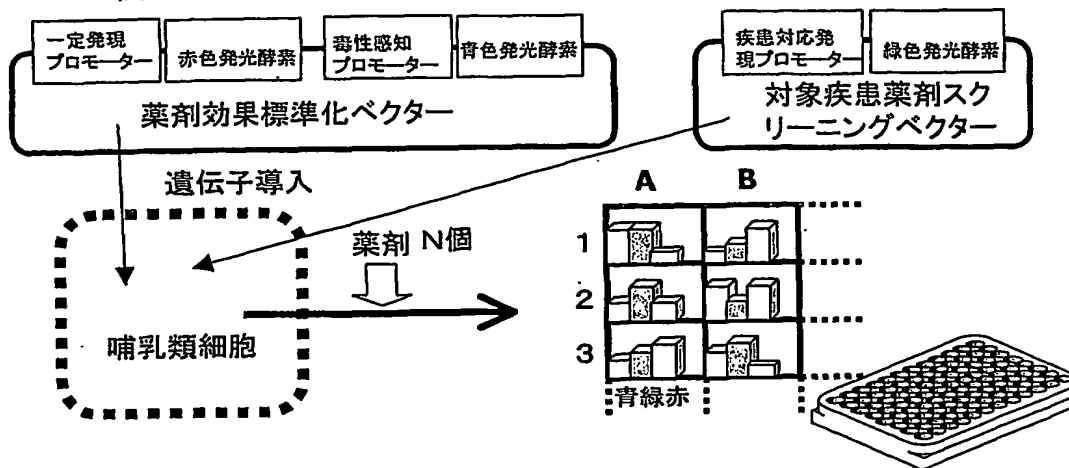 一定発現
プロモーター
赤色発光酵素
毒性感知
プロモーター
青色発光酵素
薬剤効果標準化ベクター
疾患対応発
現プロモーター
緑色発光酵素
対象疾患薬剤スク
リーニングベクター
遺伝子導入
哺乳類細胞
薬剤 N個
A B
1
2
3
青緑赤